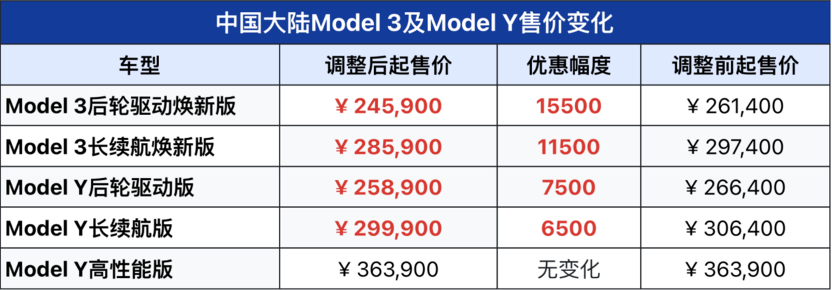 中国大陆Model 3及Model Y售价变化
车型 调整后起售价 优惠幅度 调整前起售价
Model 3后轮驱动焕新版 ¥ 245,900 15500 ¥ 261,400
Model 3长续航焕新版 ¥ 285,900 11500 ¥ 297,400
Model Y后轮驱动版 ¥ 258,900 7500 ¥ 266,400
Model Y长续航版 ¥ 299,900 6500 ¥ 306,400
Model Y高性能版 ¥ 363,900 无变化 ¥ 363,900